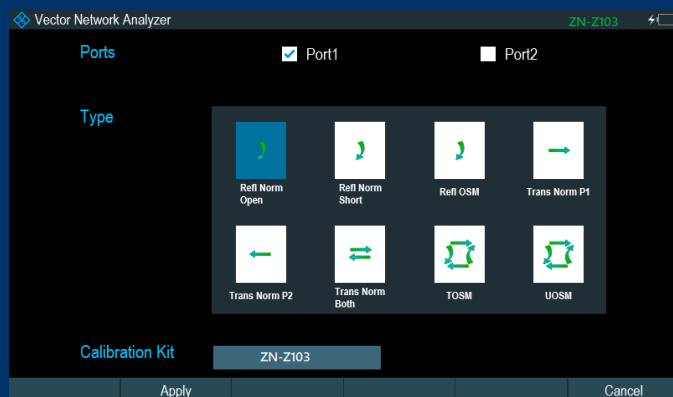 Vector Network Analyzer
ZN-Z103
Ports
Port1
Port2
Type
Refl Norm
Open
Refl Norm
Short
Refl OSM
Trans Norm P1
Trans Norm P2
Trans Norm
Both
TOSM
UOSM
Calibration Kit
ZN-Z103
Apply
Cancel